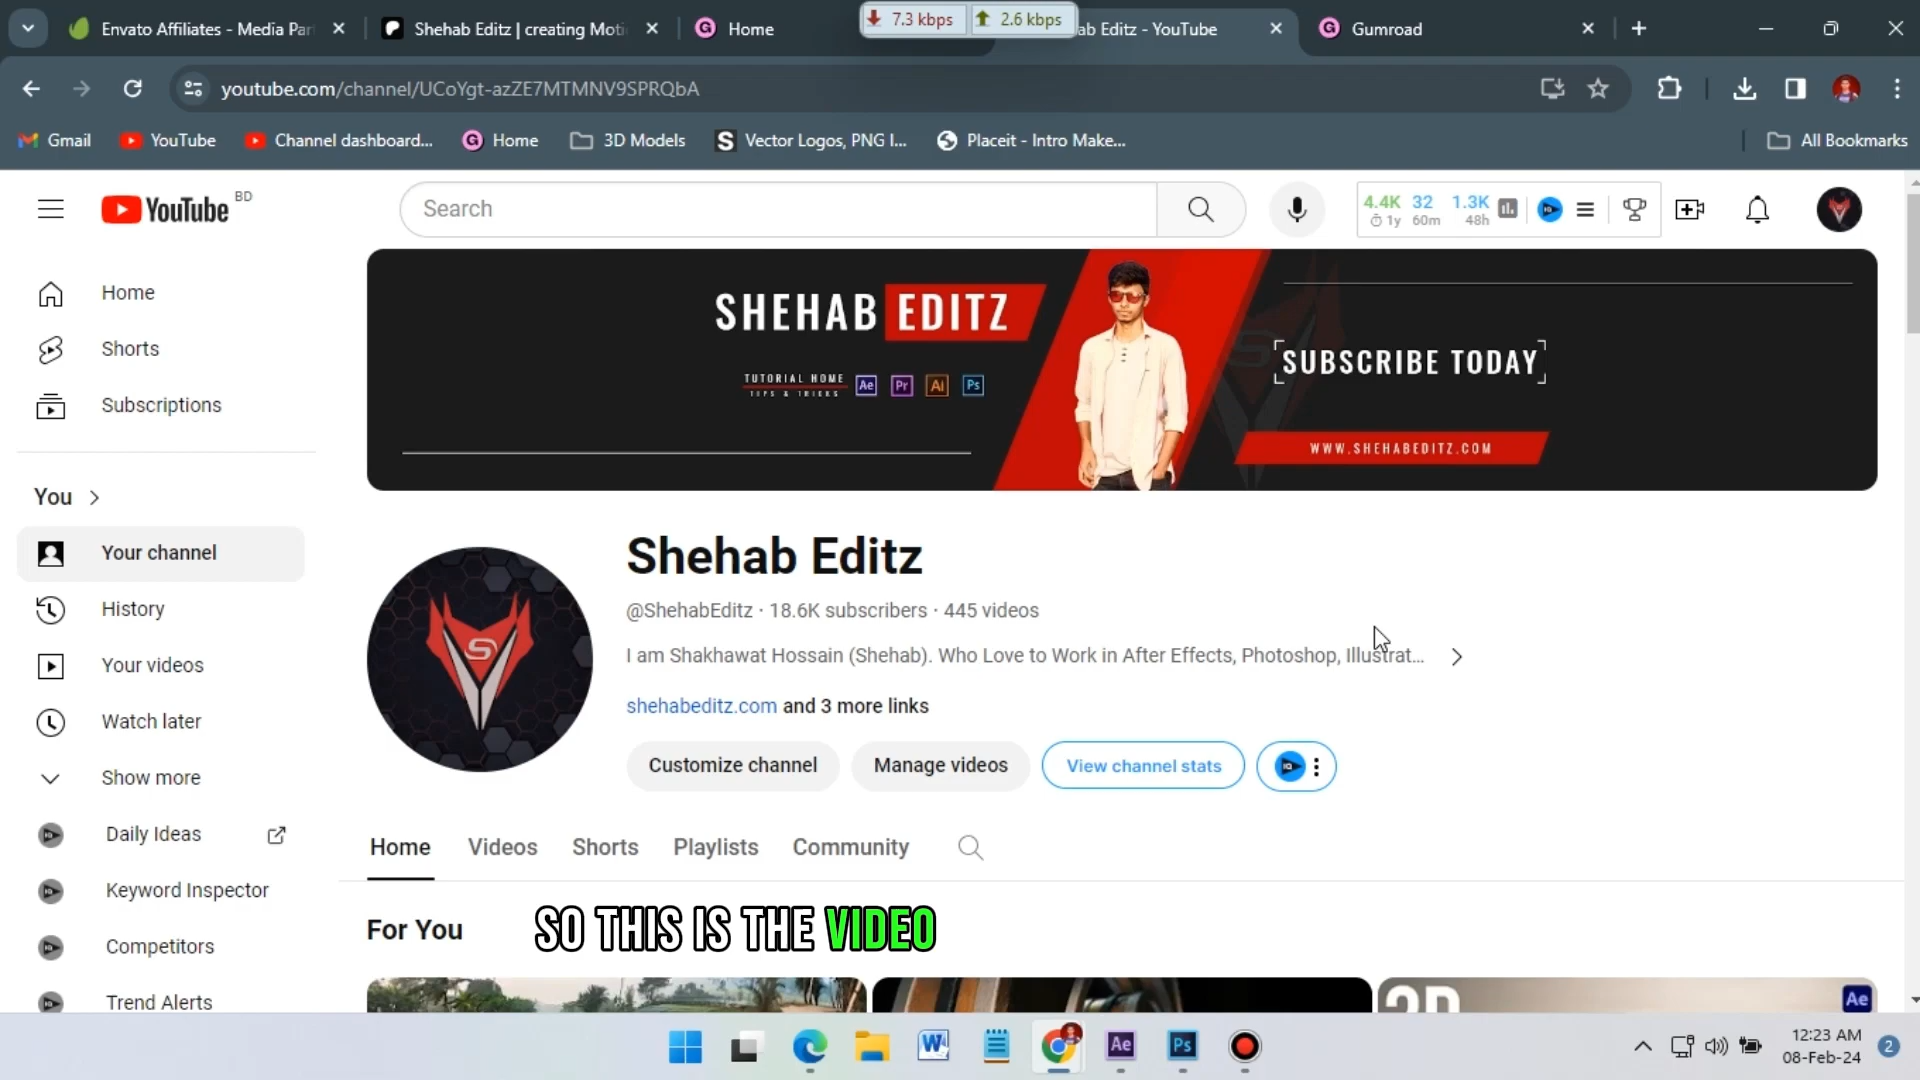 Envato Affiliates - Media Par
Shehab Editz | creating Moti
Home
7.3 kbps
2.6 kbps
ab Editz - YouTube
Gumroad
youtube.com/channel/UCoYgt-azZE7MTMNV9SPRQbA
Gmail
YouTube
Channel dashboard...
Home
3D Models
Vector Logos, PNG I...
Placeit - Intro Make...
All Bookmarks
YouTube BD
Search
4.4K 32 1.3K
1y 60m 48h
SHEHAB EDITZ
TUTORIAL HOME
TIPS & TRICKS
Ae Pr Ai Ps
SUBSCRIBE TODAY
WWW.SHEHABEDITZ.COM
Home
Shorts
Subscriptions
You
Your channel
History
Your videos
Watch later
Show more
Daily Ideas
Keyword Inspector
Competitors
Trend Alerts
Shehab Editz
@ShehabEditz · 18.6K subscribers · 445 videos
I am Shakhawat Hossain (Shehab). Who Love to Work in After Effects, Photoshop, Illustrat...
shehabeditz.com and 3 more links
Customize channel
Manage videos
View channel stats
Home
Videos
Shorts
Playlists
Community
For You
SO THIS IS THE VIDEO
2D
Ae
W
Ae
Ps
12:23 AM
08-Feb-24
2